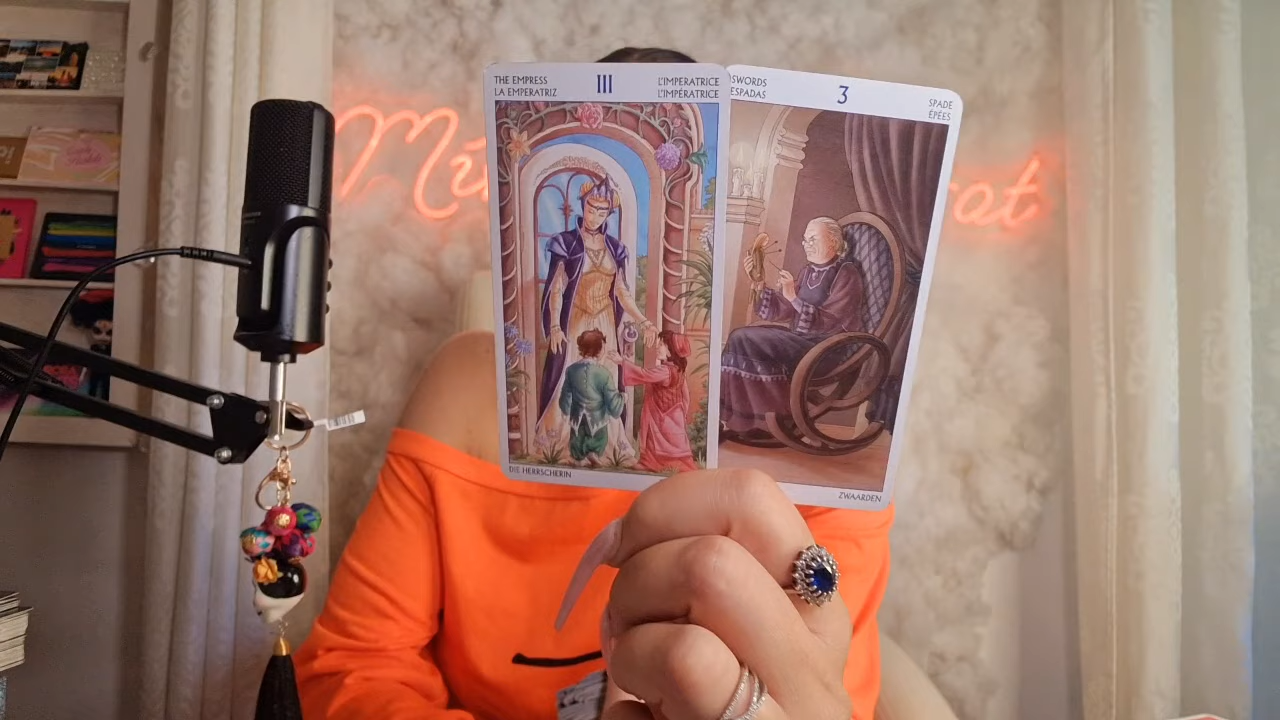 THE EMPRESS
LA EMPERATRIZ
III
L'IMPERATRICE
L'IMPÉRATRICE
DIE HERRSCHERIN
SWORDS
ESPADAS
3
SPADE
ÉPÉES
ZWAARDEN